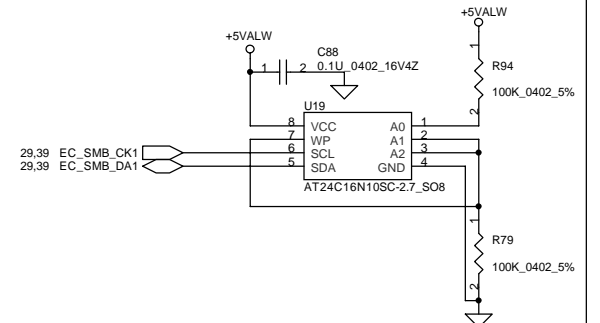 +5VALW
+5VALW
C88
1 2 0.1U_0402_16V4Z
1
R94
2
100K_0402_5%
U19
8 VCC A0 1
7 WP A1 2
6 SCL A2 3
5 SDA GND 4
AT24C16N10SC-2.7_SO8
29,39 EC_SMB_CK1
29,39 EC_SMB_DA1
1
R79
2
100K_0402_5%